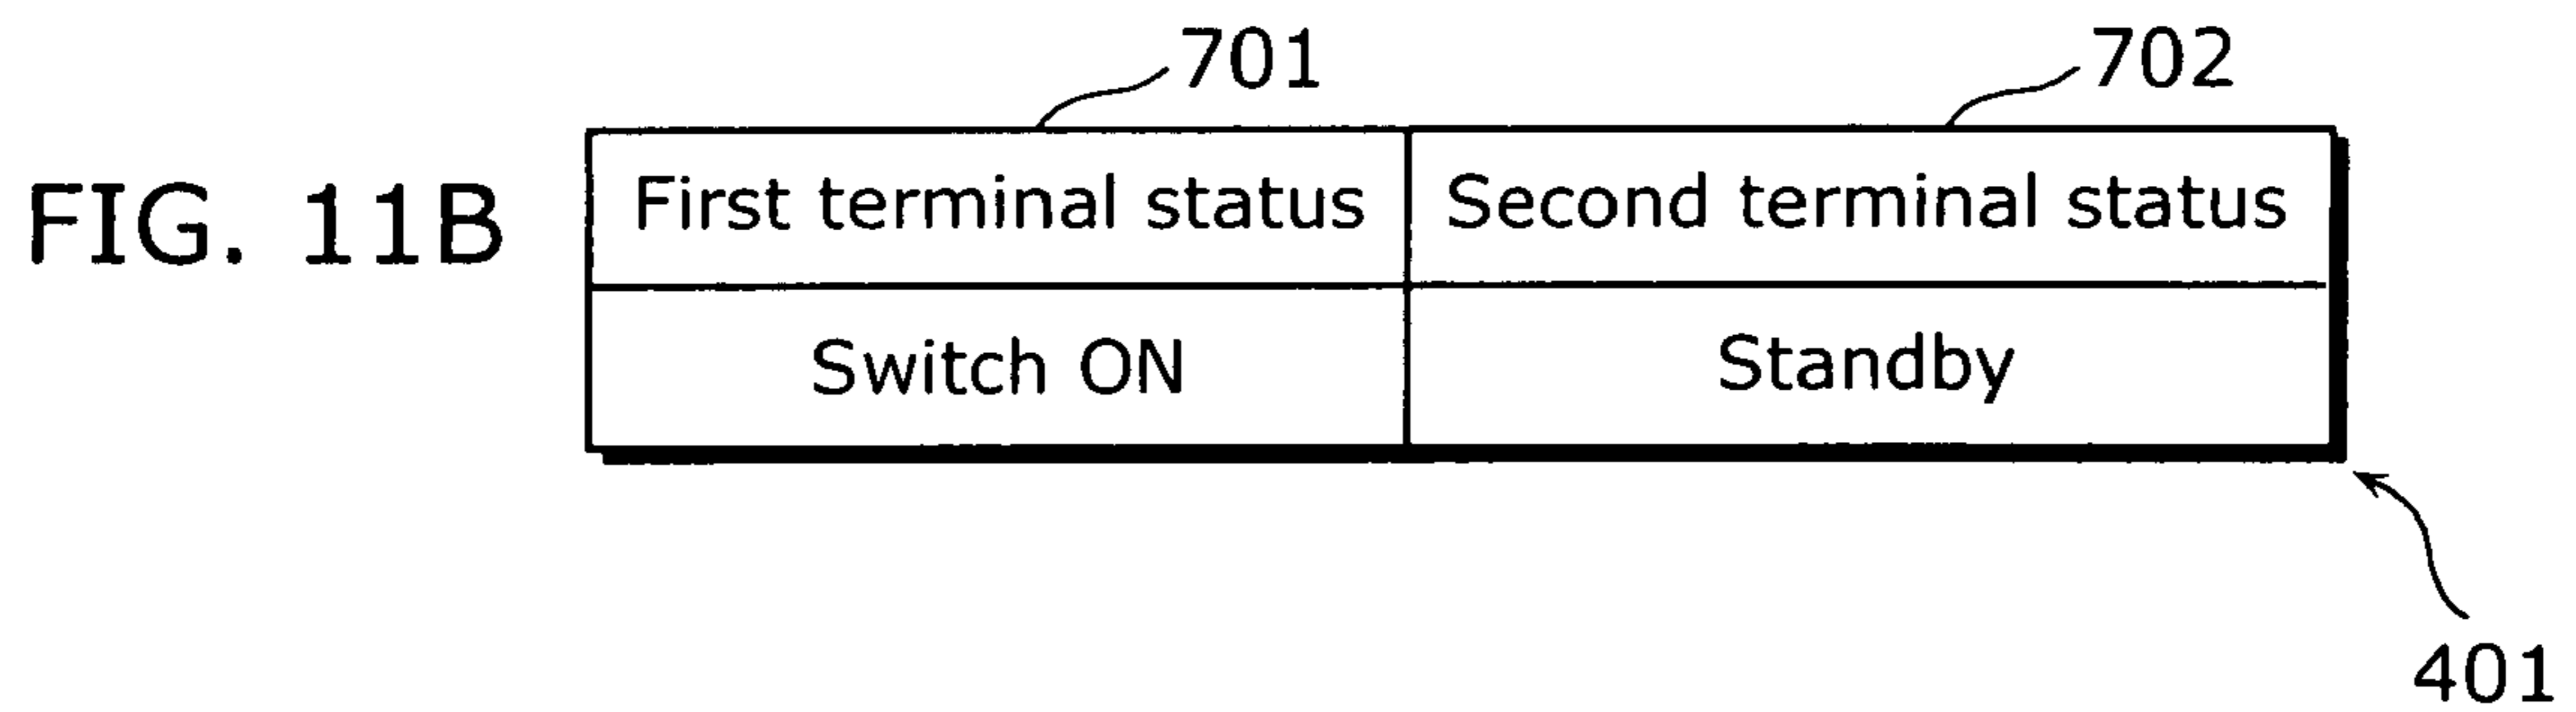 701 702
FIG. 11B
First terminal status Second terminal status
Switch ON Standby
401